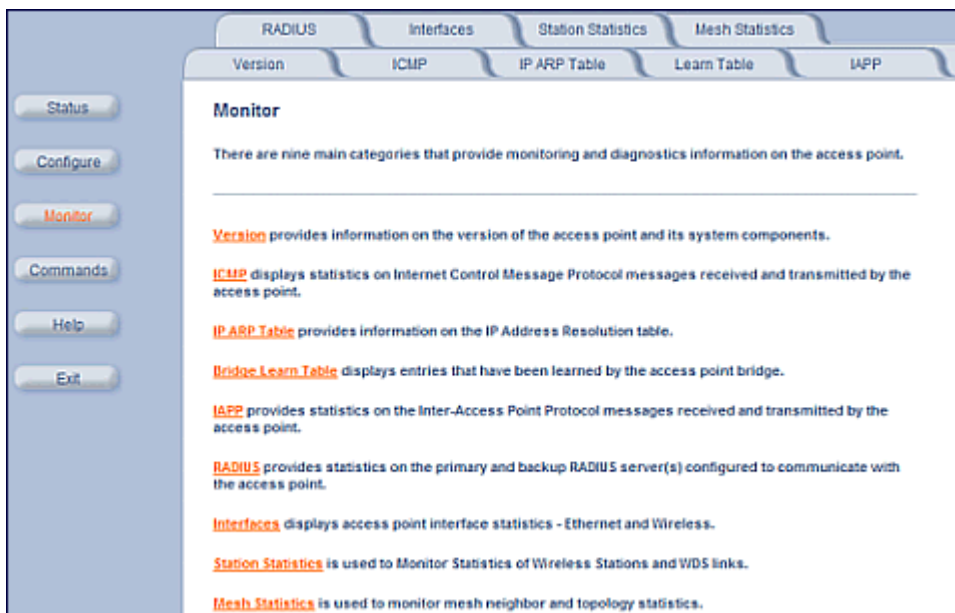 RADIUS Interfaces Station Statistics Mesh Statistics
Version ICMP IP ARP Table Learn Table IAPP
Status
Configure
Monitor
Commands
Help
Exit
Monitor
There are nine main categories that provide monitoring and diagnostics information on the access point.
Version provides information on the version of the access point and its system components.
ICMP displays statistics on Internet Control Message Protocol messages received and transmitted by the
access point.
IP ARP Table provides information on the IP Address Resolution table.
Bridge Learn Table displays entries that have been learned by the access point bridge.
IAPP provides statistics on the Inter-Access Point Protocol messages received and transmitted by the
access point.
RADIUS provides statistics on the primary and backup RADIUS server(s) configured to communicate with
the access point.
Interfaces displays access point interface statistics - Ethernet and Wireless.
Station Statistics is used to Monitor Statistics of Wireless Stations and WDS links.
Mesh Statistics is used to monitor mesh neighbor and topology statistics.